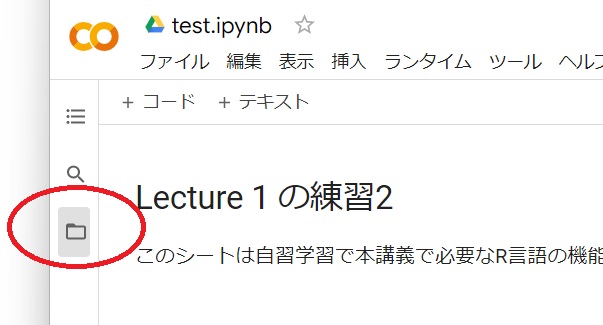 test.ipynb
ファイル 編集 表示 挿入 ランタイム ツール ヘルプ
+ コード + テキスト
Lecture 1 の練習2
このシートは自習学習で本講義で必要なR言語の機能